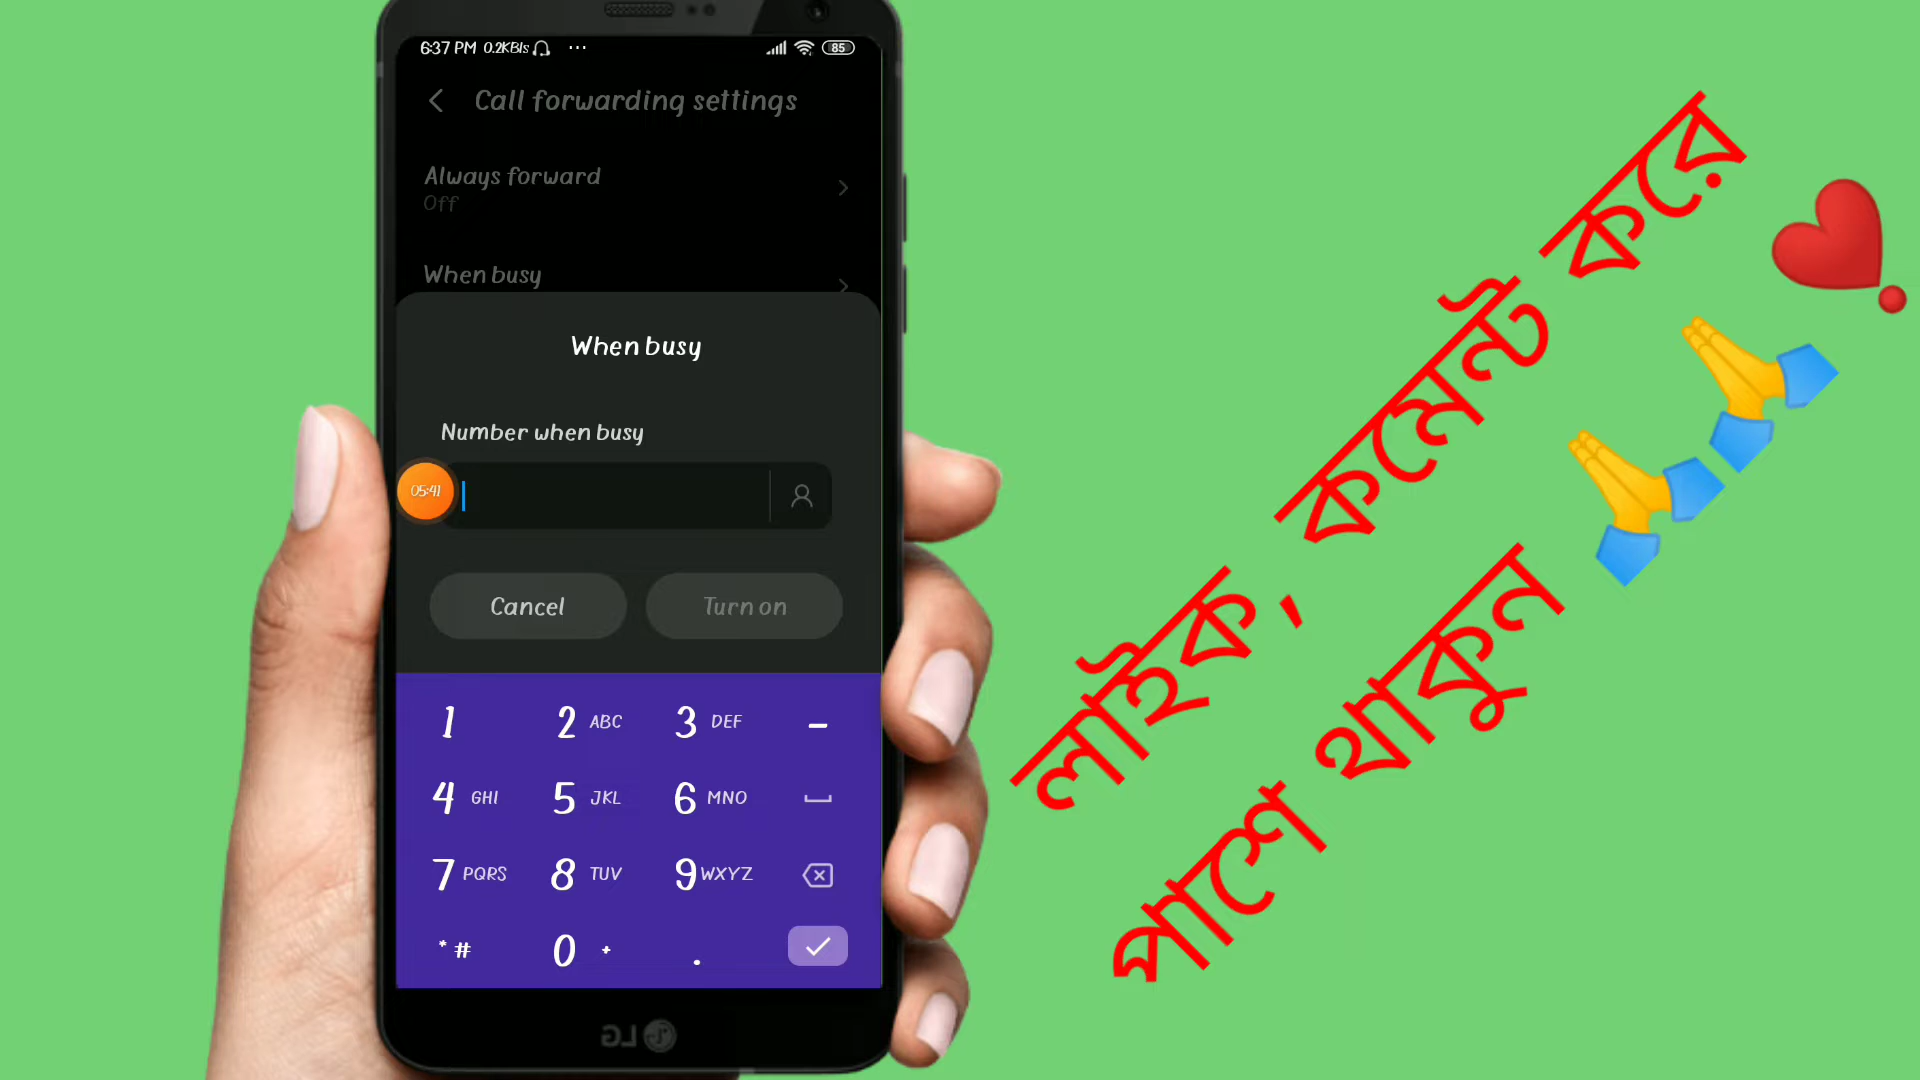 6:37 PM 0.2KB/s ... 85
Call forwarding settings
Always forward
Off
When busy
When busy
Number when busy
05:41
Cancel Turn on
1 2 ABC 3 DEF -
4 GHI 5 JKL 6 MNO
7 PQRS 8 TUV 9 WXYZ
* # 0 + .
LG
লাইক, কমেন্ট করে
পাশে থাকুন